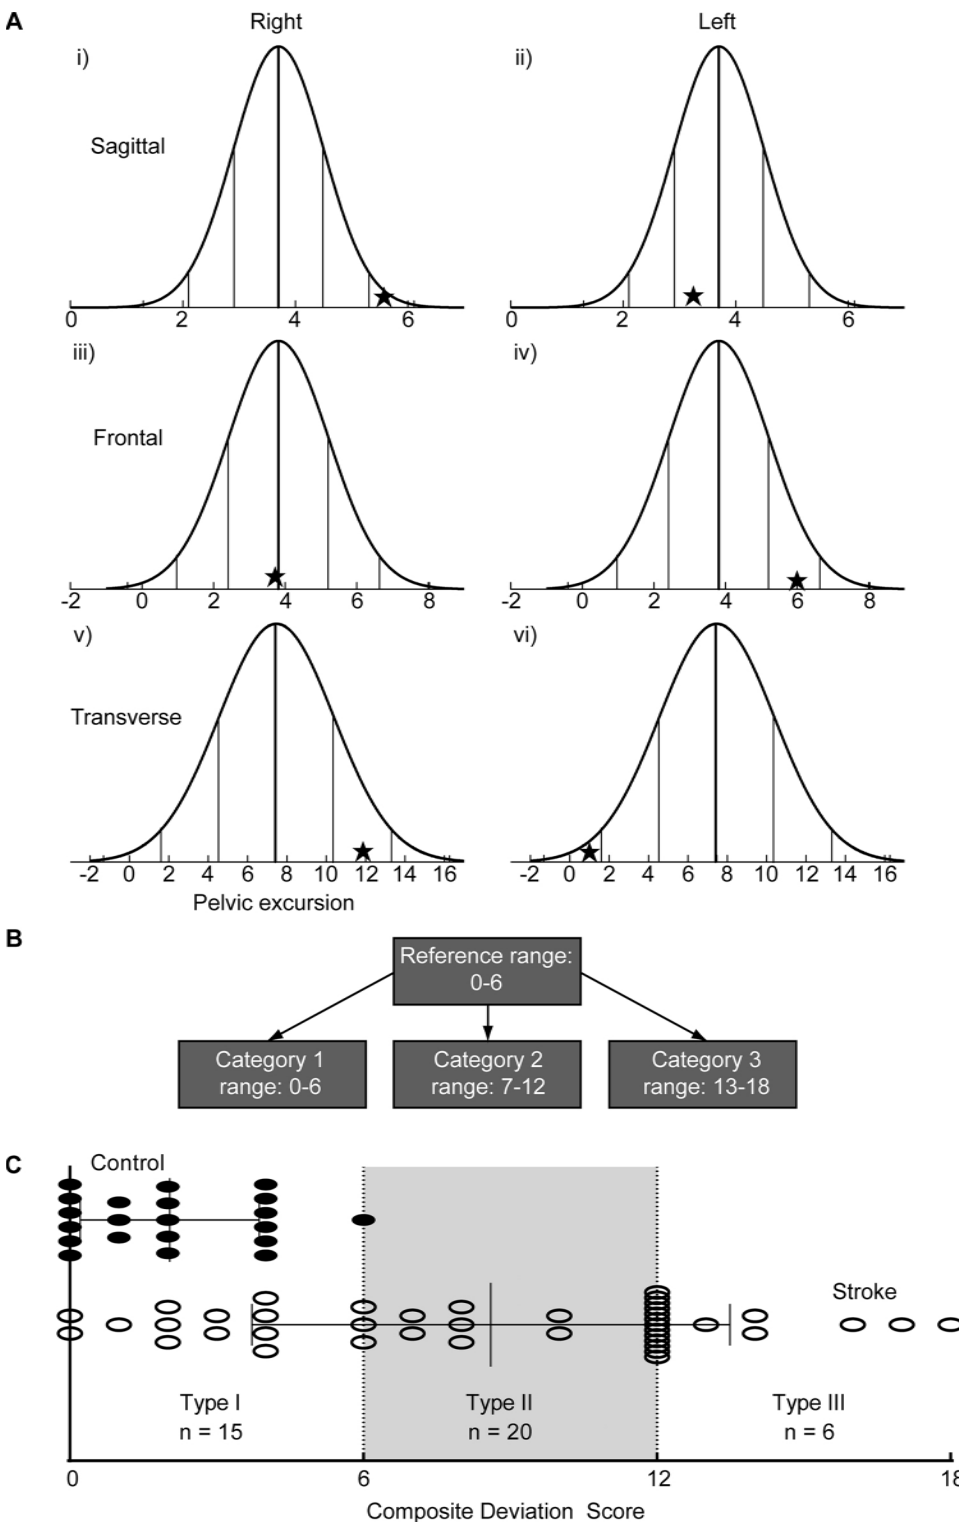 A
Right
Left
i)
ii)
Sagittal
0 2 4 6
0 2 4 6
iii)
iv)
Frontal
-2 0 2 4 6 8
-2 0 2 4 6 8
v)
vi)
Transverse
-2 0 2 4 6 8 10 12 14 16
-2 0 2 4 6 8 10 12 14 16
Pelvic excursion
B
Reference range:
0-6
Category 1
range: 0-6
Category 2
range: 7-12
Category 3
range: 13-18
C
Control
Stroke
Type I
n = 15
Type II
n = 20
Type III
n = 6
0 6 12 18
Composite Deviation Score